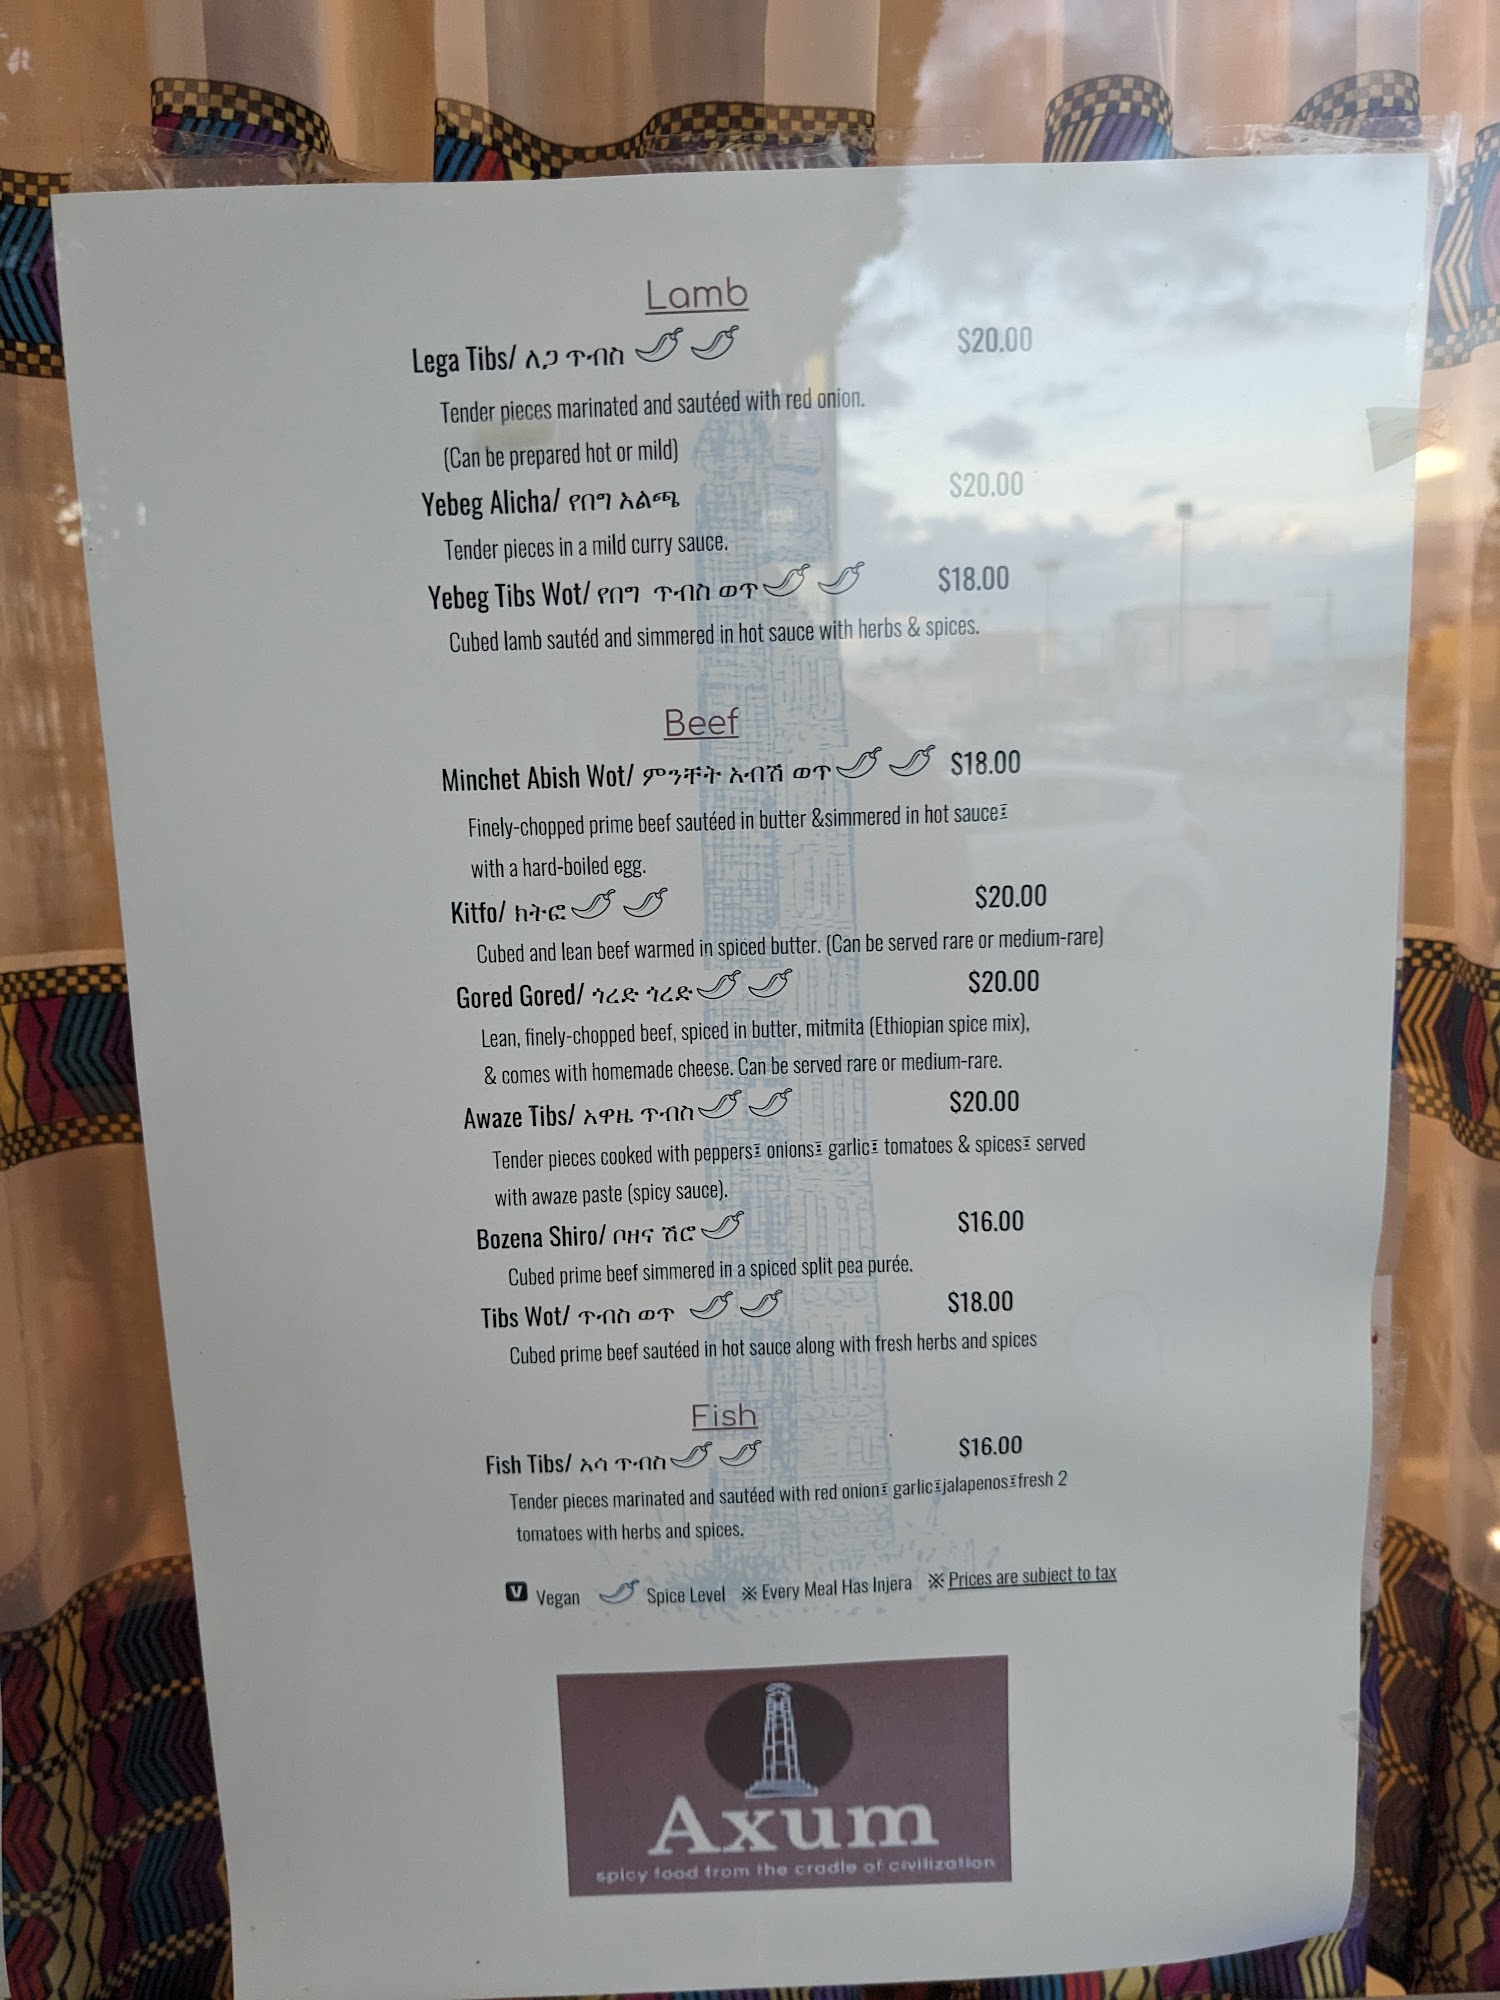 Lamb
Lega Tibs/ ለጋ ጥብስ $20.00
Tender pieces marinated and sautéed with red onion.
(Can be prepared hot or mild)
Yebeg Alicha/ የበግ አልጫ $20.00
Tender pieces in a mild curry sauce.
Yebeg Tibs Wot/ የበግ ጥብስ ወጥ $18.00
Cubed lamb sautéd and simmered in hot sauce with herbs & spices.
Beef
Minchet Abish Wot/ ምንቸት አብሽ ወጥ $18.00
Finely-chopped prime beef sautéed in butter &simmered in hot sauce፤
with a hard-boiled egg.
Kitfo/ ክትፎ $20.00
Cubed and lean beef warmed in spiced butter. (Can be served rare or medium-rare)
Gored Gored/ ጎረድ ጎረድ $20.00
Lean, finely-chopped beef, spiced in butter, mitmita (Ethiopian spice mix),
& comes with homemade cheese. Can be served rare or medium-rare.
Awaze Tibs/ አዋዜ ጥብስ $20.00
Tender pieces cooked with peppers፤ onions፤ garlic፤ tomatoes & spices፤ served
with awaze paste (spicy sauce).
Bozena Shiro/ ቦዘና ሽሮ $16.00
Cubed prime beef simmered in a spiced split pea purée.
Tibs Wot/ ጥብስ ወጥ $18.00
Cubed prime beef sautéed in hot sauce along with fresh herbs and spices
Fish
Fish Tibs/ አሳ ጥብስ $16.00
Tender pieces marinated and sautéed with red onion፤ garlic፤jalapenos፤fresh 2
tomatoes with herbs and spices.
V Vegan Spice Level ※ Every Meal Has Injera ※ Prices are subject to tax
Axum
spicy food from the cradle of civilization